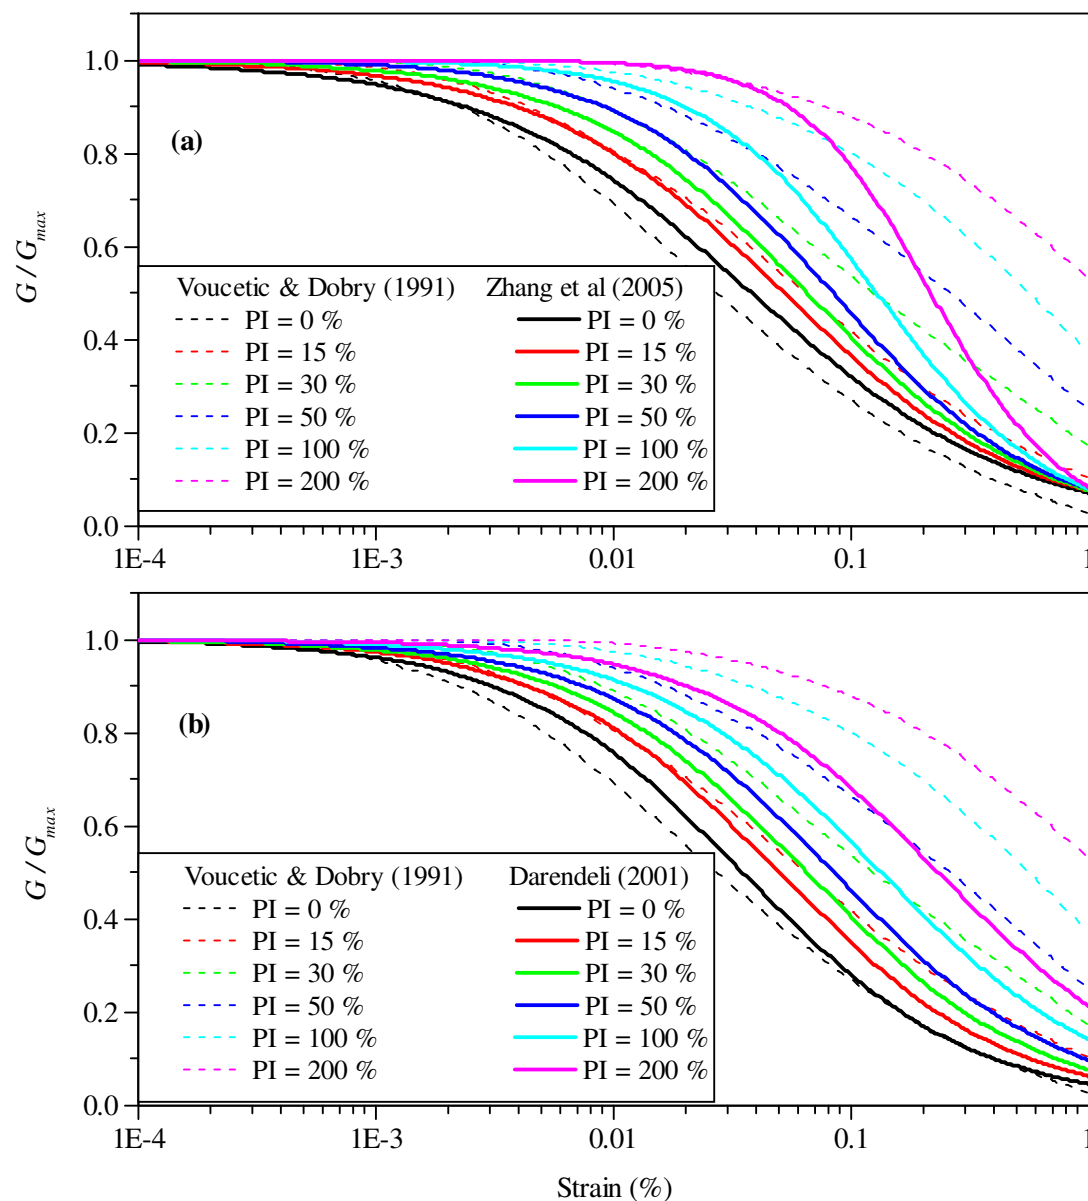 1.0
(a)
0.8
0.6
G / Gmax
Voucetic & Dobry (1991) Zhang et al (2005)
PI = 0 % PI = 0 %
0.4
PI = 15 % PI = 15 %
PI = 30 % PI = 30 %
PI = 50 % PI = 50 %
0.2
PI = 100 % PI = 100 %
PI = 200 % PI = 200 %
0.0
1E-4 1E-3 0.01 0.1 1
1.0
(b)
0.8
0.6
G / Gmax
Voucetic & Dobry (1991) Darendeli (2001)
PI = 0 % PI = 0 %
0.4
PI = 15 % PI = 15 %
PI = 30 % PI = 30 %
PI = 50 % PI = 50 %
0.2
PI = 100 % PI = 100 %
PI = 200 % PI = 200 %
0.0
1E-4 1E-3 0.01 0.1 1
Strain (%)